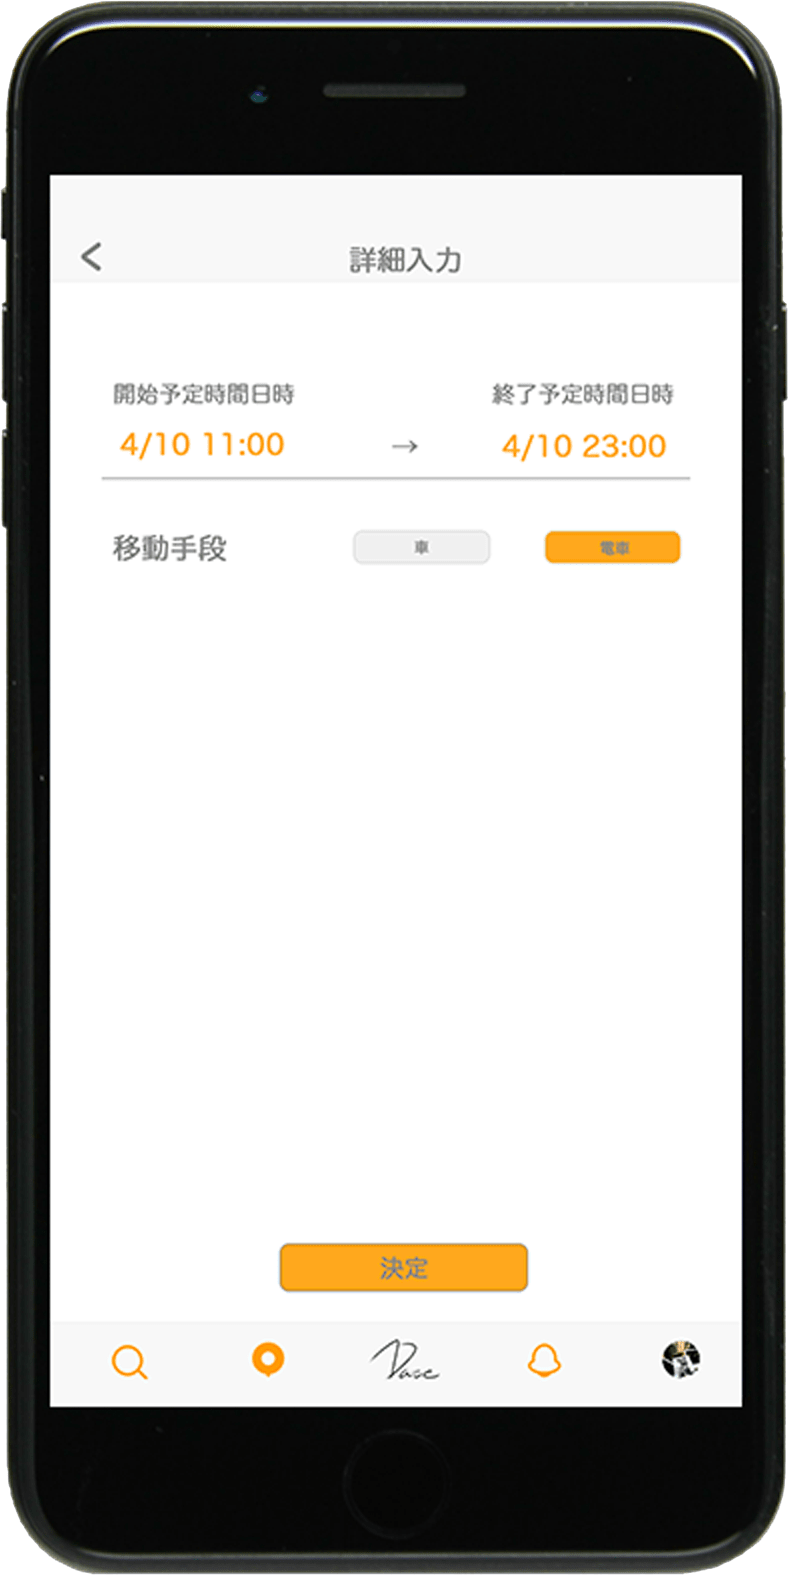 詳細入力
開始予定時間日時 終了予定時間日時
4/10 11:00 → 4/10 23:00
移動手段 車 電車
決定